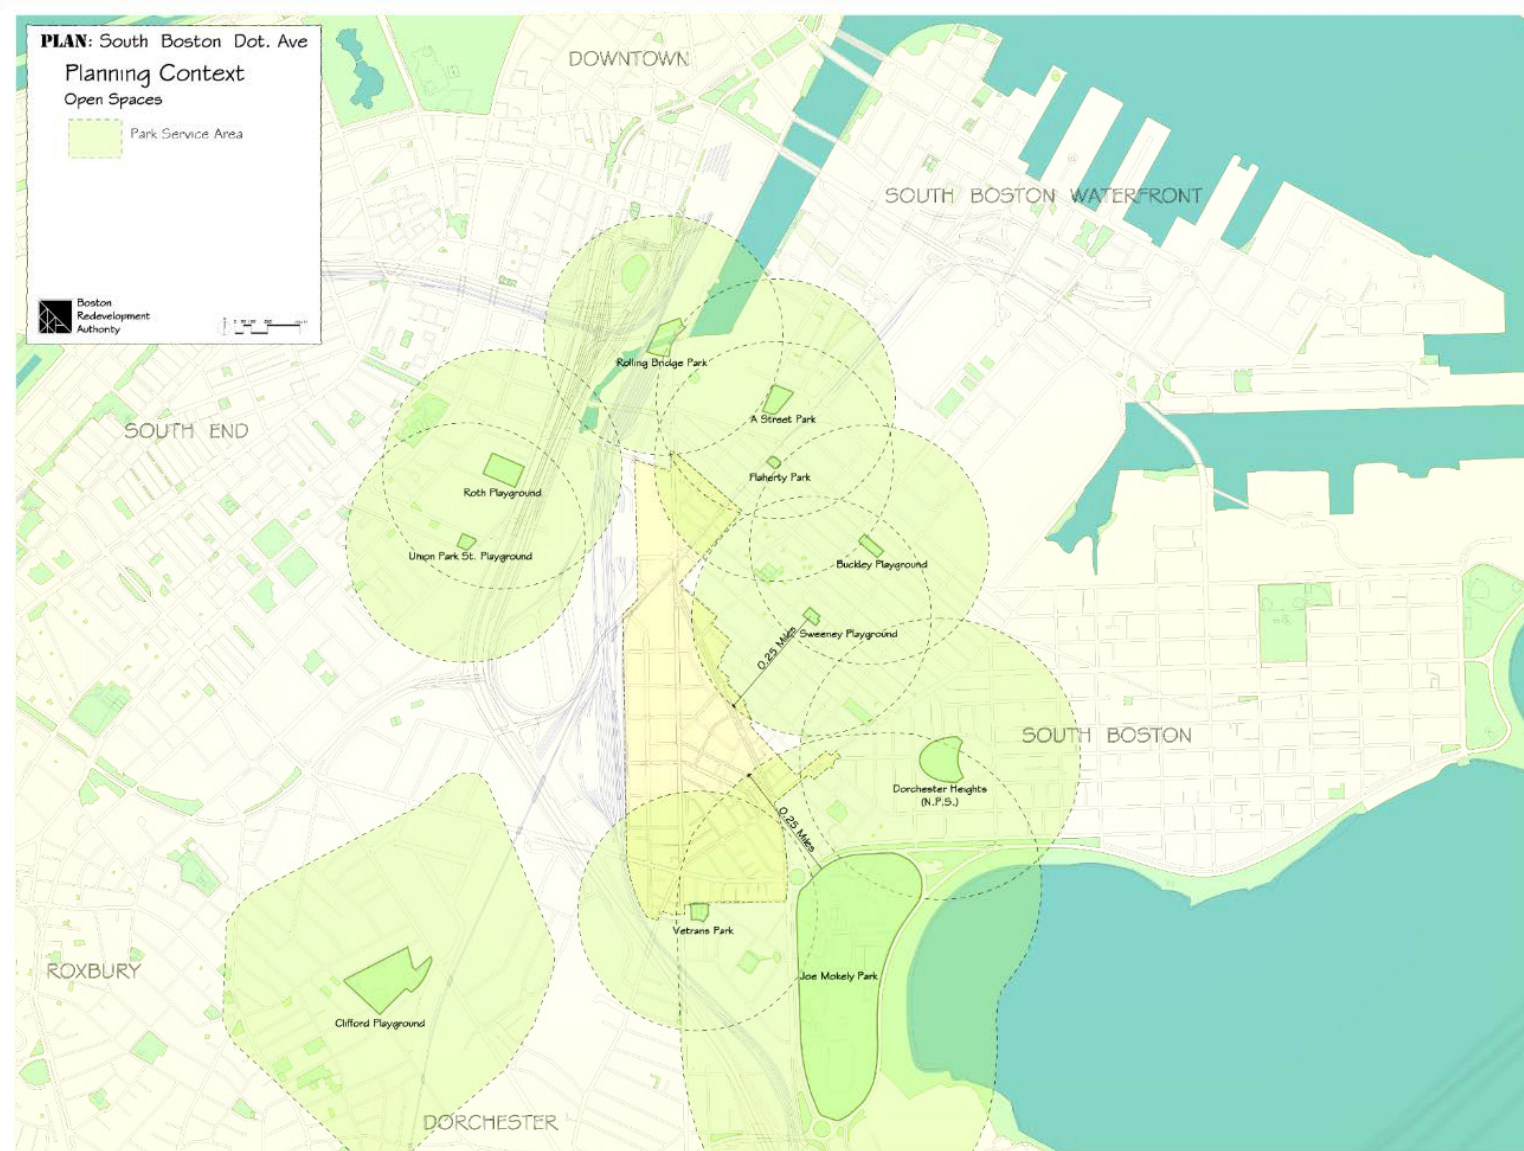 PLAN: South Boston Dot. Ave
Planning Context
Open Spaces
Park Service Area
Boston
Redevelopment
Authority
DOWNTOWN
SOUTH BOSTON WATERFRONT
Rolling Bridge Park
A Street Park
SOUTH END
Flaherty Park
Roth Playground
Union Park St. Playground
Buckley Playground
Sweeney Playground
0.25 Miles
SOUTH BOSTON
Dorchester Heights
(N.P.S.)
0.25 Miles
Vetrans Park
ROXBURY
Joe Mokely Park
Clifford Playground
DORCHESTER